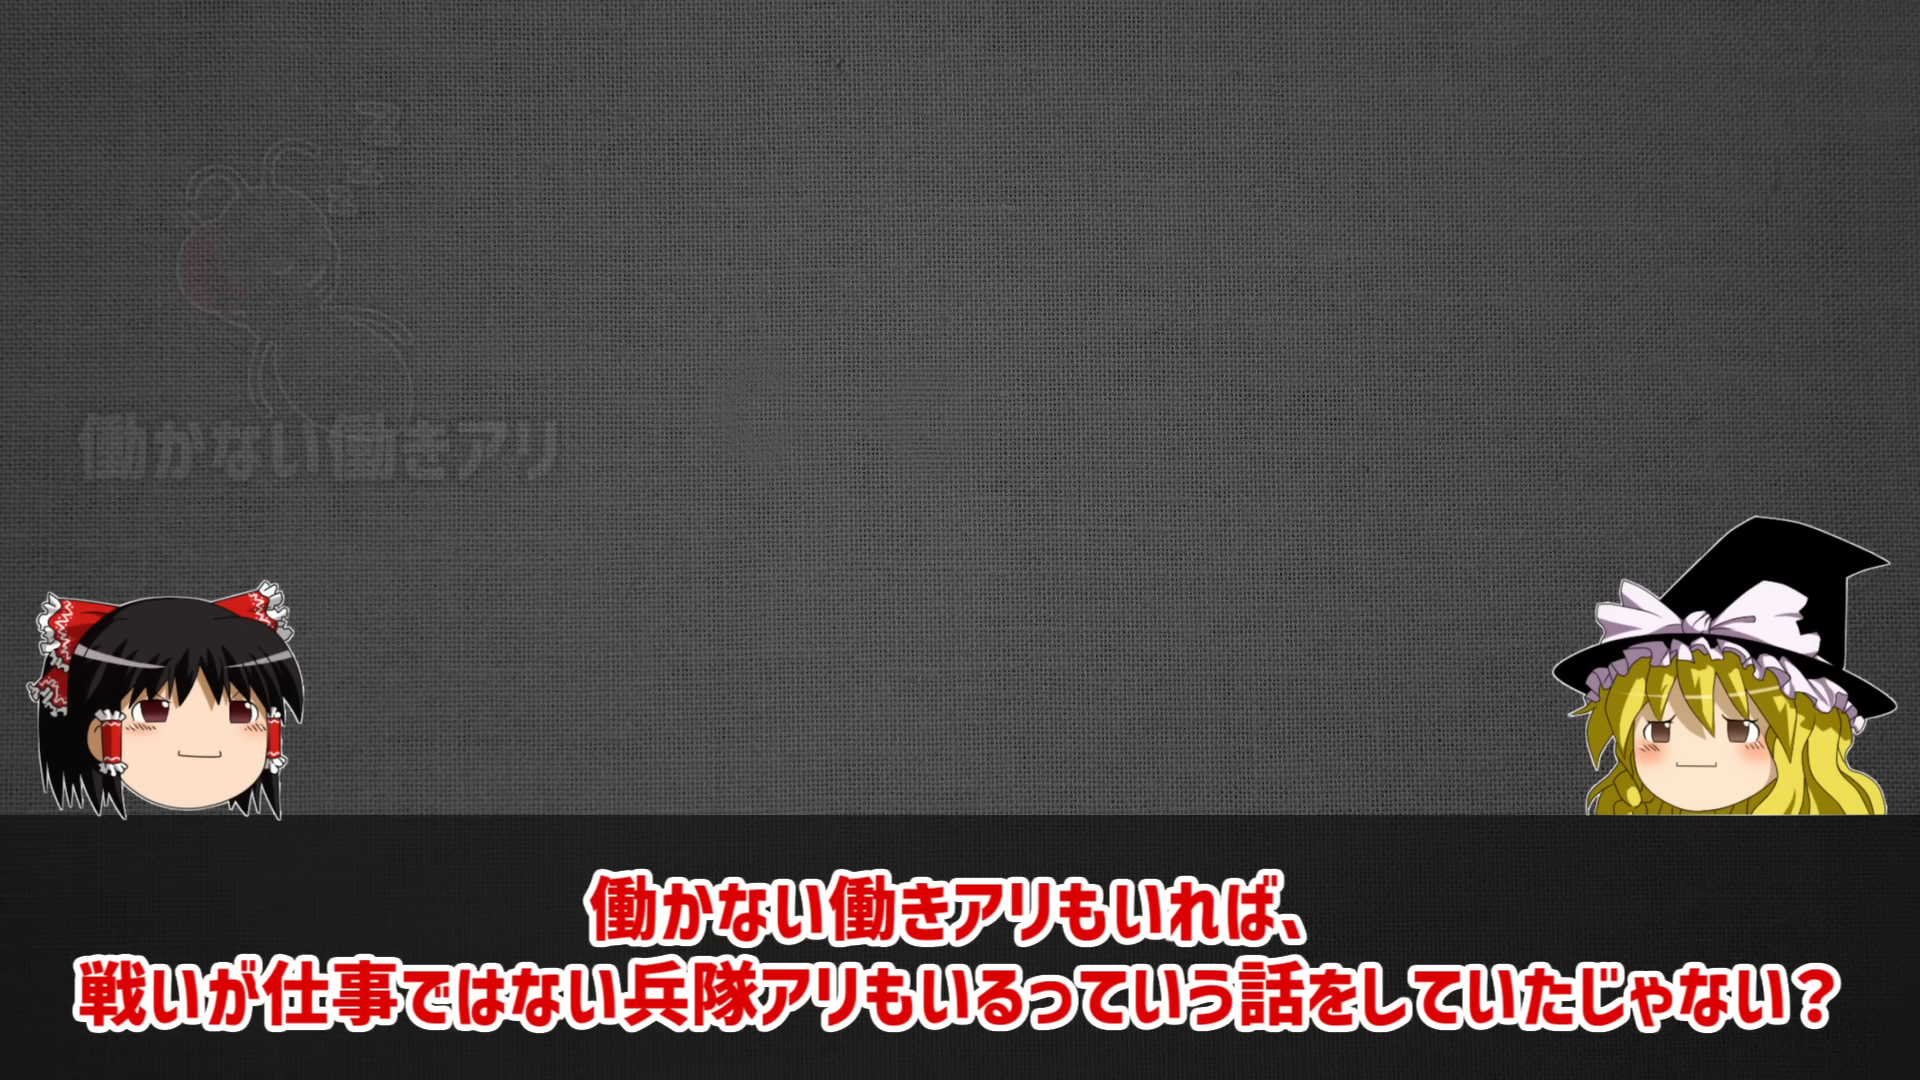 zzz
働かない働きアリ
働かない働きアリもいれば、
戦いが仕事ではない兵隊アリもいるっていう話をしていたじゃない？